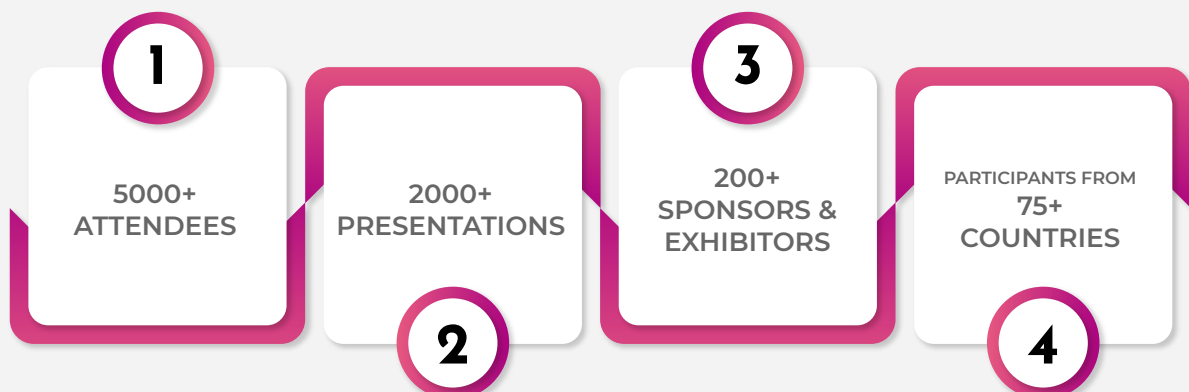 1
5000+
ATTENDEES
2000+
PRESENTATIONS
2
3
200+
SPONSORS &
EXHIBITORS
PARTICIPANTS FROM
75+
COUNTRIES
4